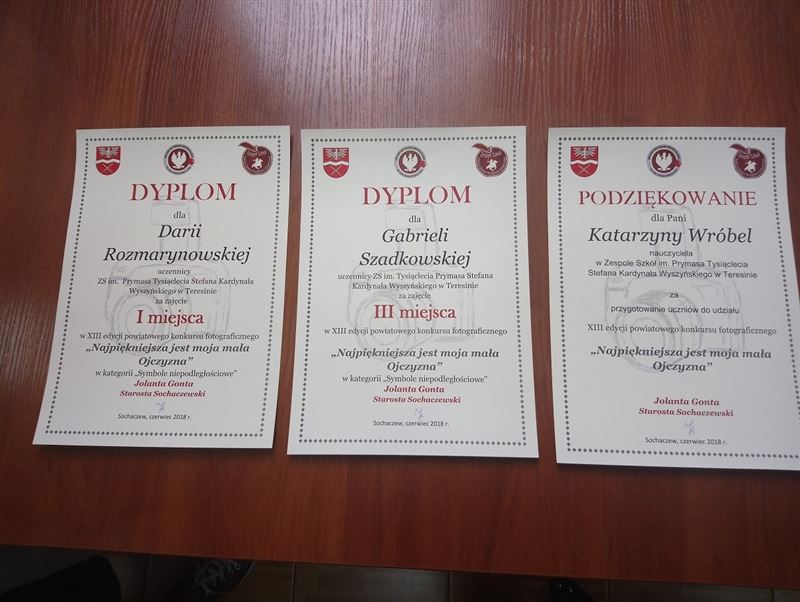 DYPLOM
dla
Darii
Rozmarynowskiej
uczennicy
ZS im. Prymasa Tysiąclecia Stefana Kardynała
Wyszyńskiego w Teresinie
za zajęcie
I miejsca
w XIII edycji powiatowego konkursu fotograficznego
„Najpiękniejsza jest moja mała
Ojczyzna”
w kategorii „Symbole niepodległościowe”
Jolanta Gonta
Starosta Sochaczewski
Sochaczew, czerwiec 2018 r.
DYPLOM
dla
Gabrieli
Szadkowskiej
uczennicy ZS im. Tysiąclecia Prymasa Stefana
Kardynała Wyszyńskiego w Teresinie
za zajęcie
III miejsca
w XIII edycji powiatowego konkursu fotograficznego
„Najpiękniejsza jest moja mała
Ojczyzna”
w kategorii „Symbole niepodległościowe”
Jolanta Gonta
Starosta Sochaczewski
Sochaczew, czerwiec 2018 r.
PODZIĘKOWANIE
dla Pani
Katarzyny Wróbel
nauczyciela
w Zespole Szkół im. Prymasa Tysiąclecia
Stefana Kardynała Wyszyńskiego w Teresinie
za
przygotowanie uczniów do udziału
XIII edycji powiatowego konkursu fotograficznego
„Najpiękniejsza jest moja mała
Ojczyzna”
Jolanta Gonta
Starosta Sochaczewski
Sochaczew, czerwiec 2018 r.